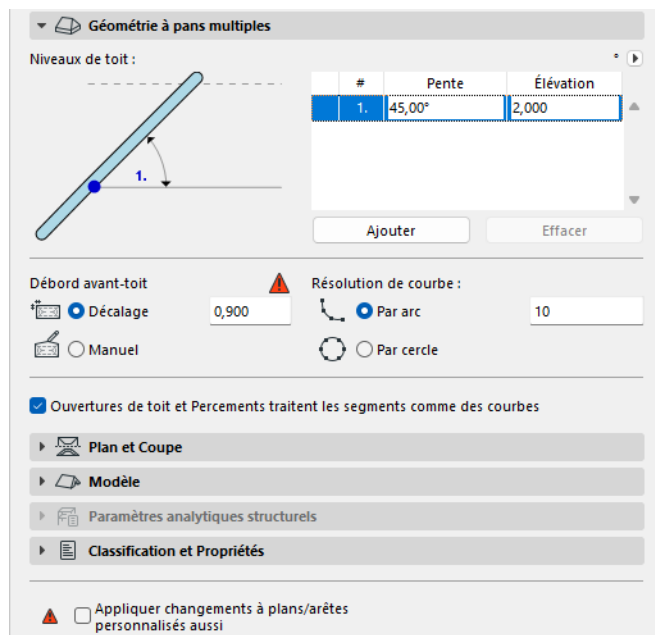 Géométrie à pans multiples
Niveaux de toit :
°
# Pente Élévation
1. 45,00° 2,000
1.
Ajouter Effacer
Débord avant-toit Résolution de courbe :
Décalage 0,900 Par arc 10
Manuel Par cercle
Ouvertures de toit et Percements traitent les segments comme des courbes
Plan et Coupe
Modèle
Paramètres analytiques structurels
Classification et Propriétés
Appliquer changements à plans/arêtes
personnalisés aussi